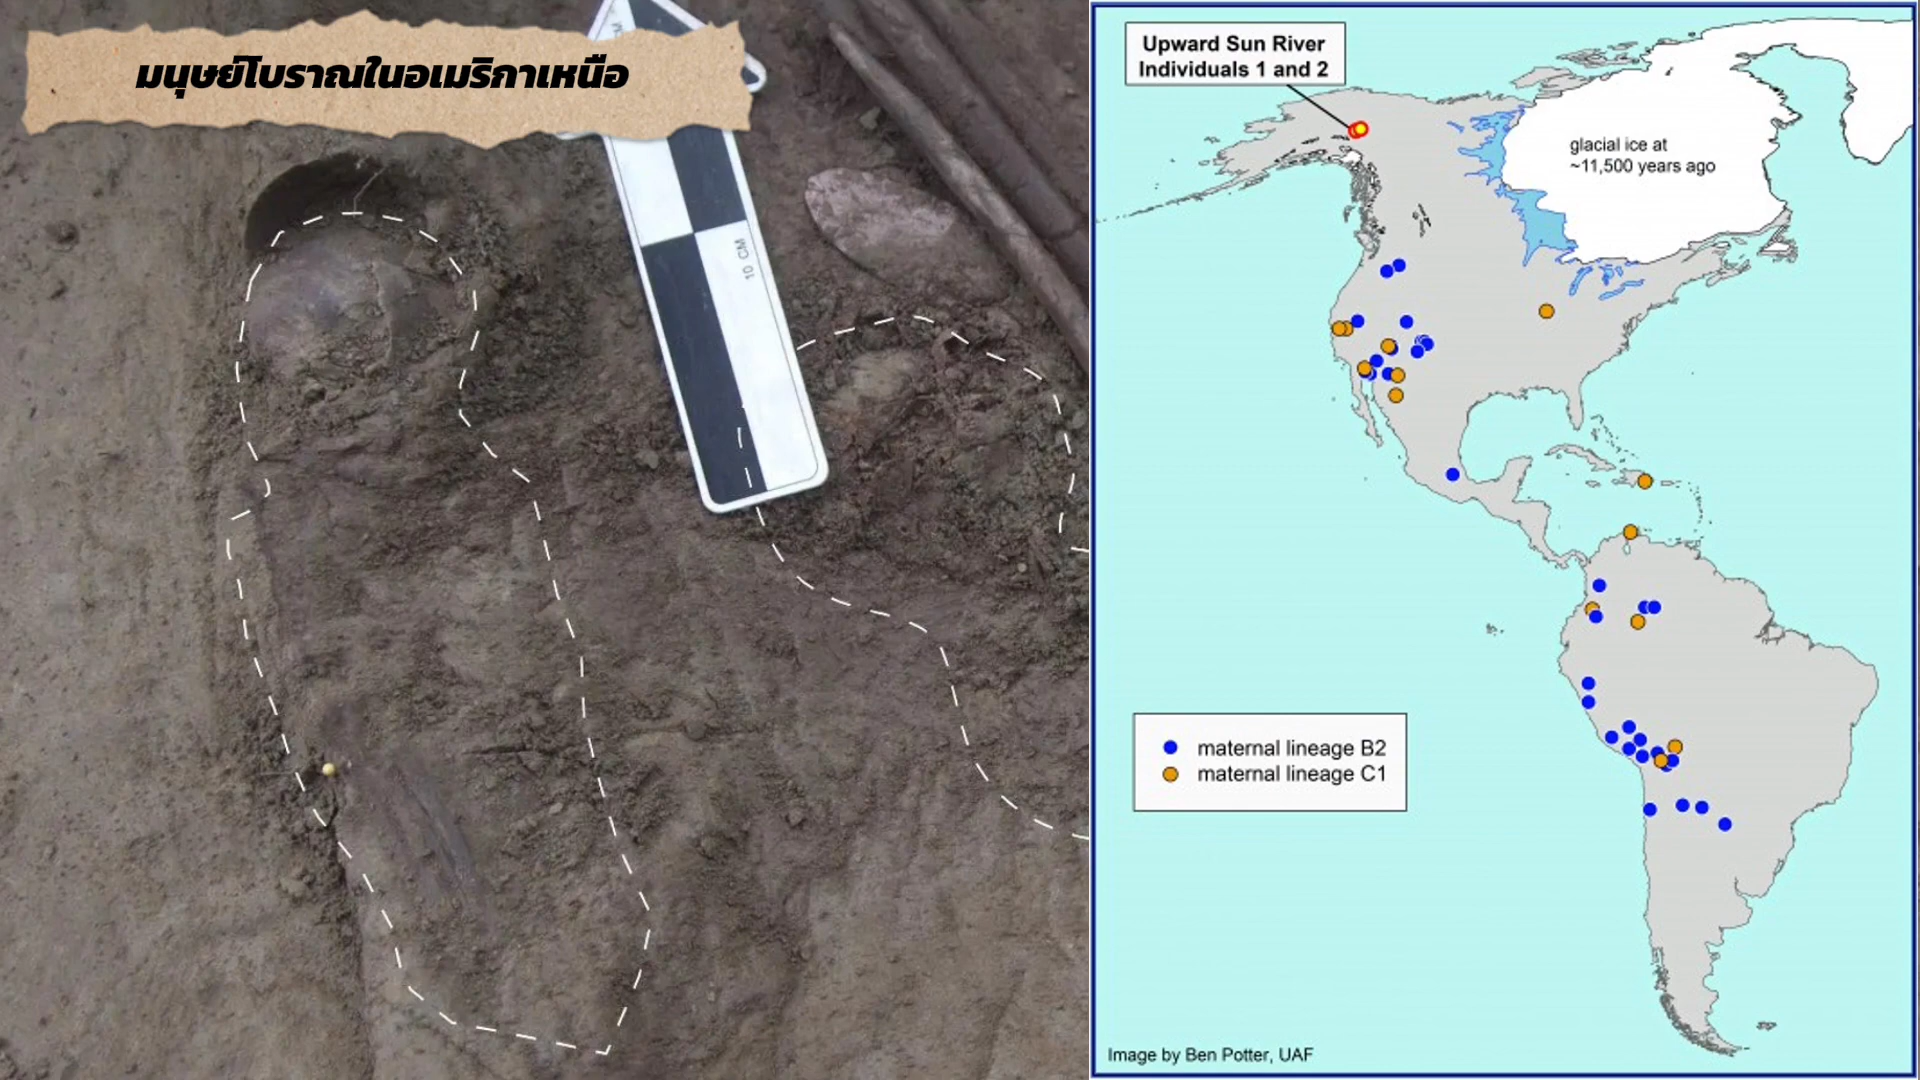 มนุษย์โบราณในอเมริกาเหนือ
10 CM
Upward Sun River
Individuals 1 and 2
glacial ice at
~11,500 years ago
maternal lineage B2
maternal lineage C1
Image by Ben Potter, UAF